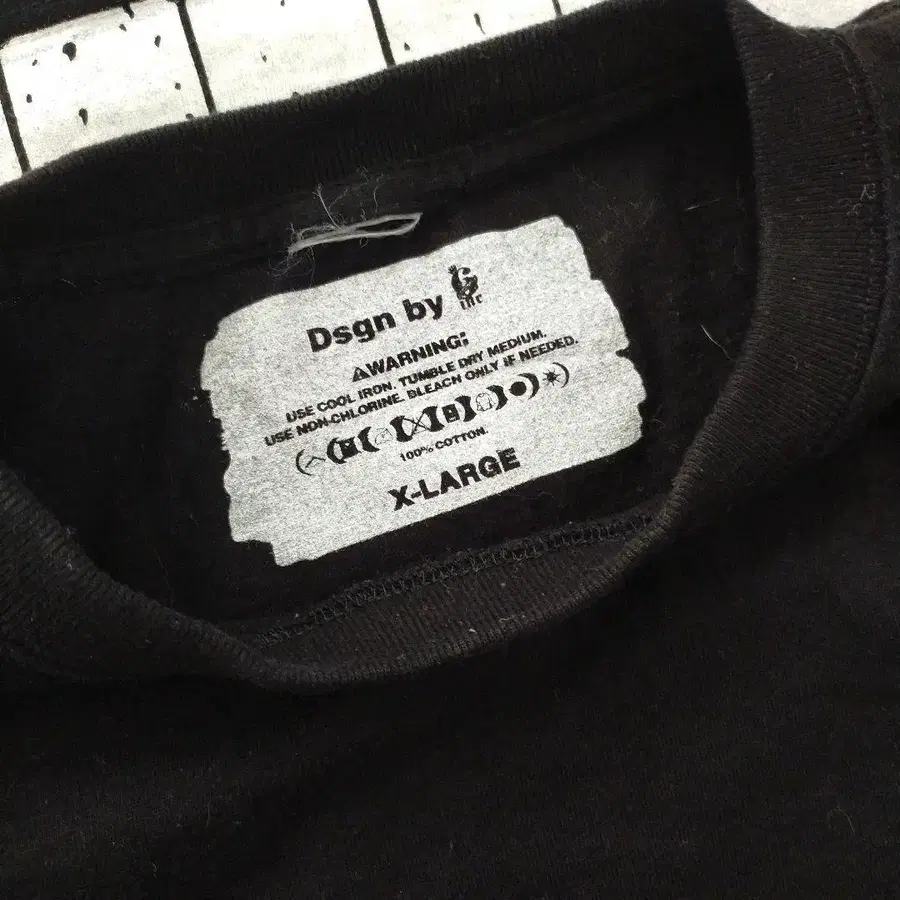 Dsgn by
⚠WARNING:
USE COOL IRON. TUMBLE DRY MEDIUM.
USE NON-CHLORINE. BLEACH ONLY IF NEEDED.
100% COTTON.
X-LARGE